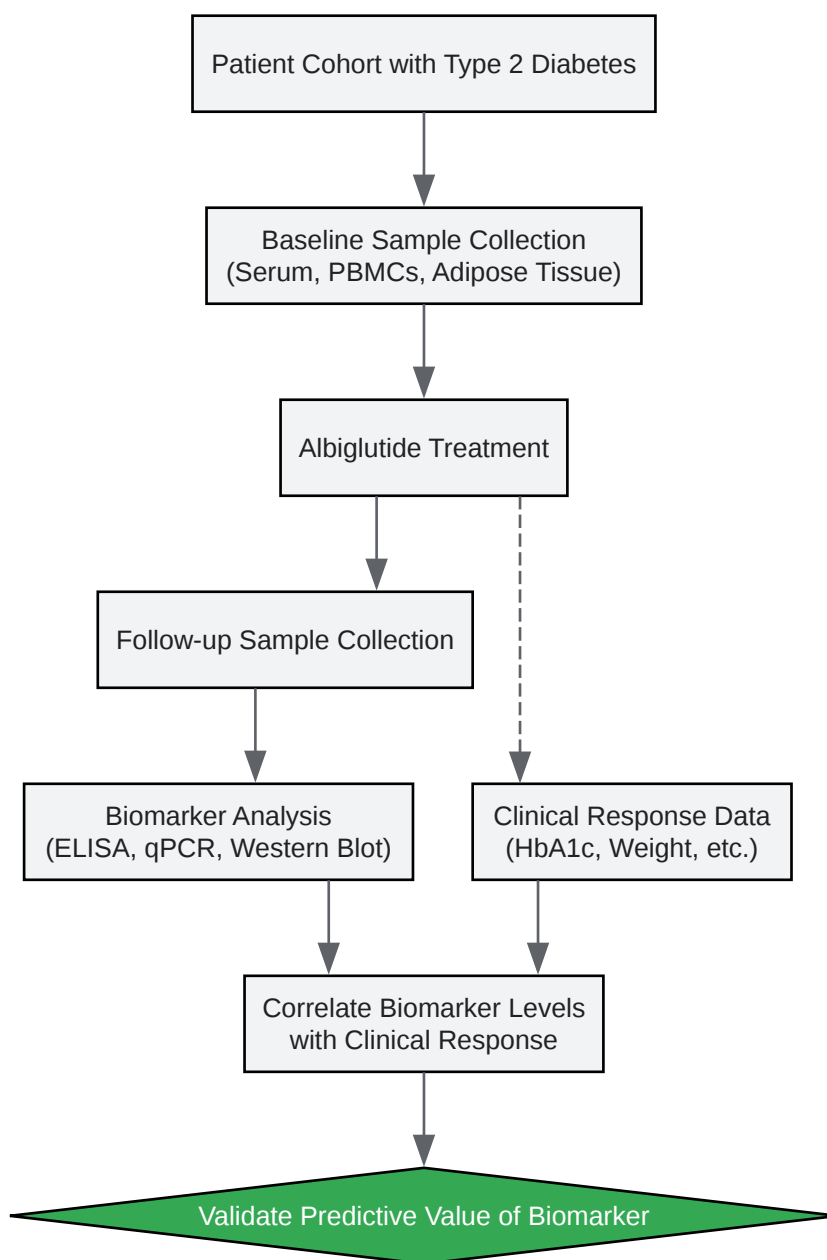 Patient Cohort with Type 2 Diabetes
Baseline Sample Collection
(Serum, PBMCs, Adipose Tissue)
Albiglutide Treatment
Follow-up Sample Collection
Biomarker Analysis
(ELISA, qPCR, Western Blot)
Clinical Response Data
(HbA1c, Weight, etc.)
Correlate Biomarker Levels
with Clinical Response
Validate Predictive Value of Biomarker